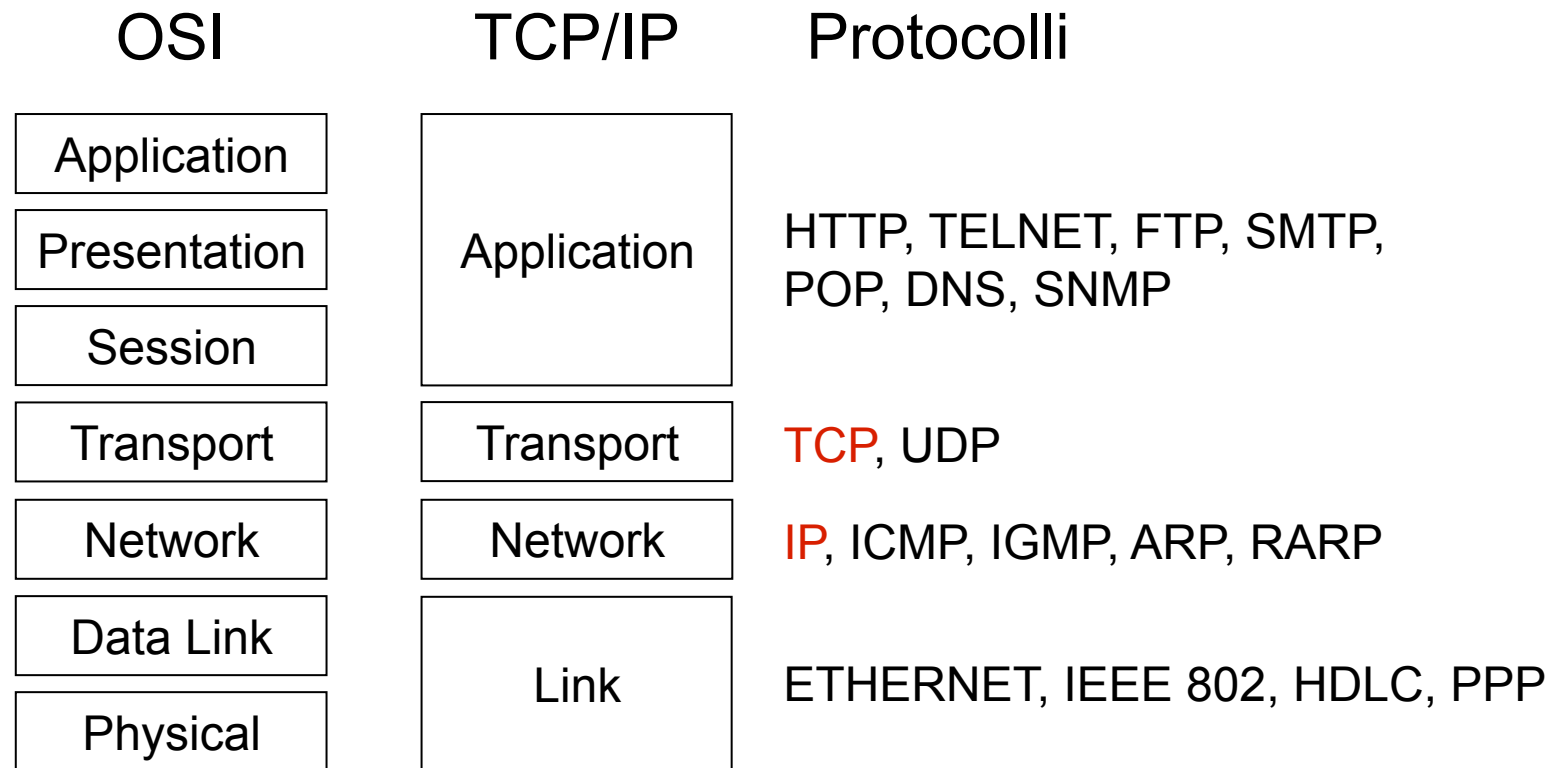 OSI
TCP/IP
Protocolli
Application
Presentation
Session
Transport
Network
Data Link
Physical
Application
Transport
Network
Link
HTTP, TELNET, FTP, SMTP,
POP, DNS, SNMP
TCP, UDP
IP, ICMP, IGMP, ARP, RARP
ETHERNET, IEEE 802, HDLC, PPP